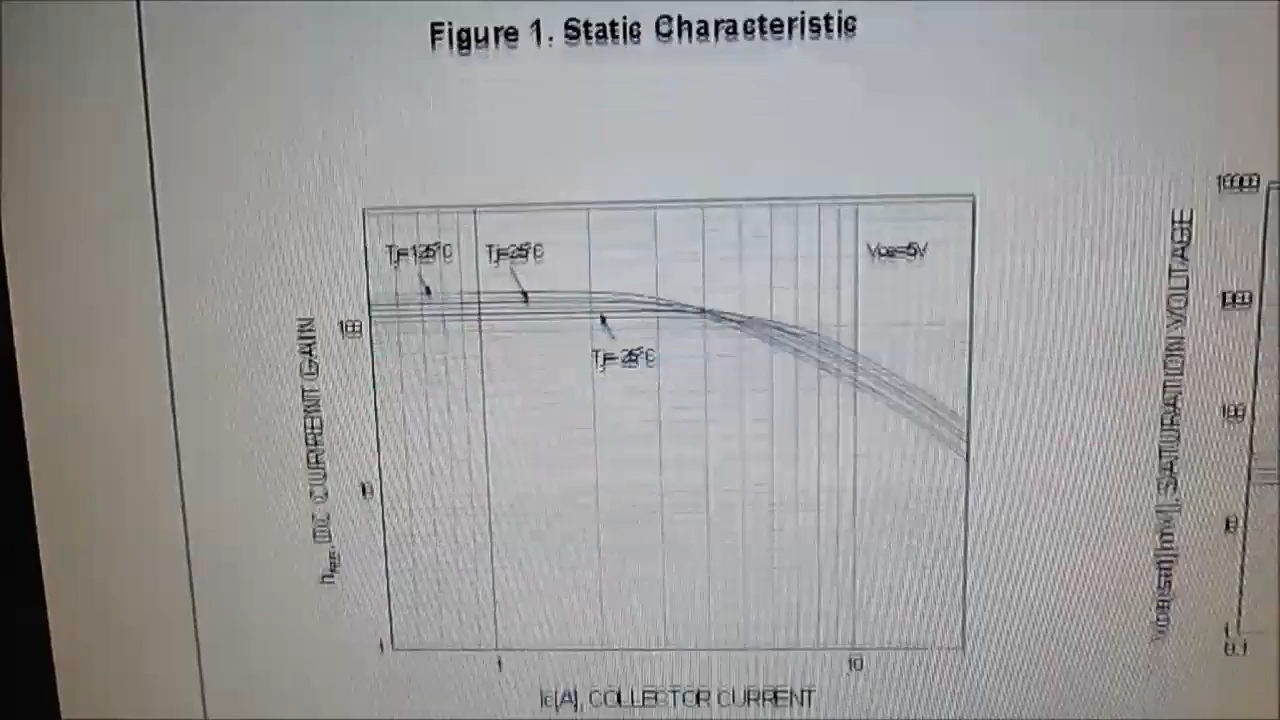 Figure 1. Static Characteristic
Tj=125°C
Tj=25°C
Vce=5V
100
Tj=-25°C
10
1
1
10
hFE, DC CURRENT GAIN
Ic[A], COLLECTOR CURRENT
10000
100
10
1
0.1
SATURATION VOLTAGE